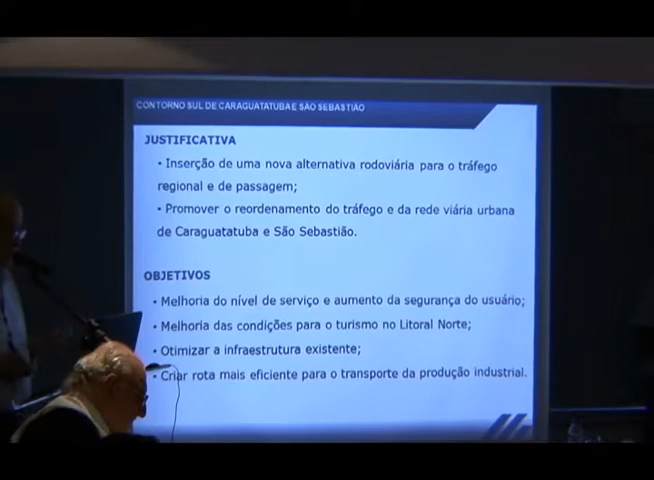 CONTORNO SUL DE CARAGUATATUBA E SÃO SEBASTIÃO
JUSTIFICATIVA
• Inserção de uma nova alternativa rodoviária para o tráfego
regional e de passagem;
• Promover o reordenamento do tráfego e da rede viária urbana
de Caraguatatuba e São Sebastião.
OBJETIVOS
• Melhoria do nível de serviço e aumento da segurança do usuário;
• Melhoria das condições para o turismo no Litoral Norte;
• Otimizar a infraestrutura existente;
• Criar rota mais eficiente para o transporte da produção industrial.